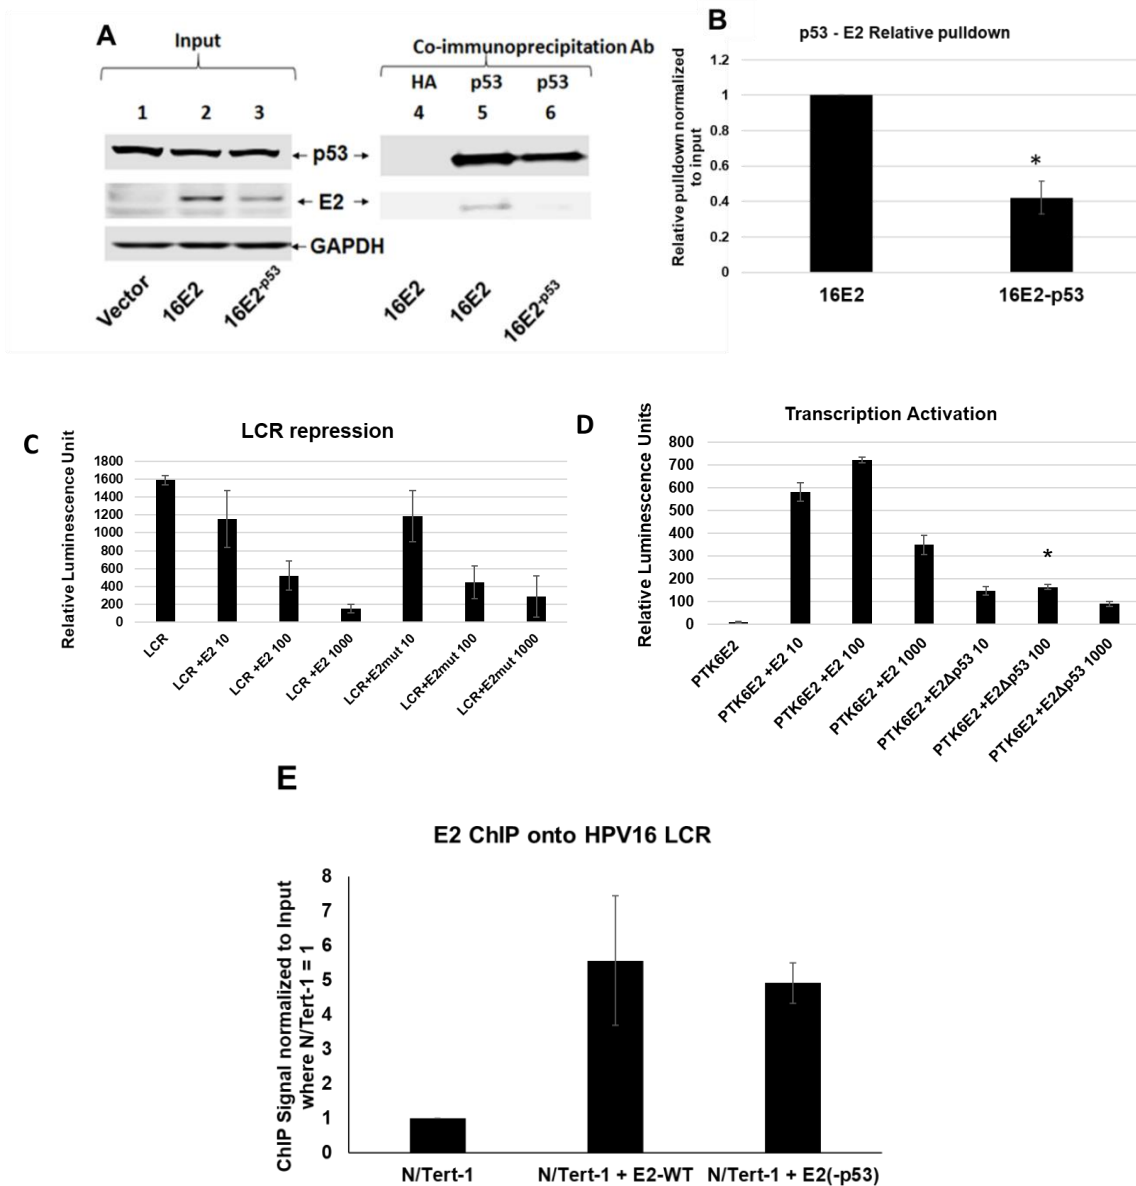 A
Input
Co-immunoprecipitation Ab
HA p53 p53
1 2 3 4 5 6
p53
E2
GAPDH
Vector
16E2
16E2-p53
16E2
16E2
16E2-p53
B
p53 - E2 Relative pulldown
Relative pulldown normalized
to input
1.2
1
0.8
0.6
0.4
0.2
0
*
16E2
16E2-p53
C
LCR repression
Relative Luminescence Unit
1800
1600
1400
1200
1000
800
600
400
200
0
LCR
LCR +E2 10
LCR +E2 100
LCR +E2 1000
LCR+E2mut 10
LCR+E2mut 100
LCR+E2mut 1000
D
Transcription Activation
Relative Luminescence Units
800
700
600
500
400
300
200
100
0
*
PTK6E2
PTK6E2 +E2 10
PTK6E2 +E2 100
PTK6E2 +E2 1000
PTK6E2 +E2Δp53 10
PTK6E2 +E2Δp53 100
PTK6E2 +E2Δp53 1000
E
E2 ChIP onto HPV16 LCR
ChIP Signal normalized to Input
where N/Tert-1 = 1
8
7
6
5
4
3
2
1
0
N/Tert-1
N/Tert-1 + E2-WT
N/Tert-1 + E2(-p53)